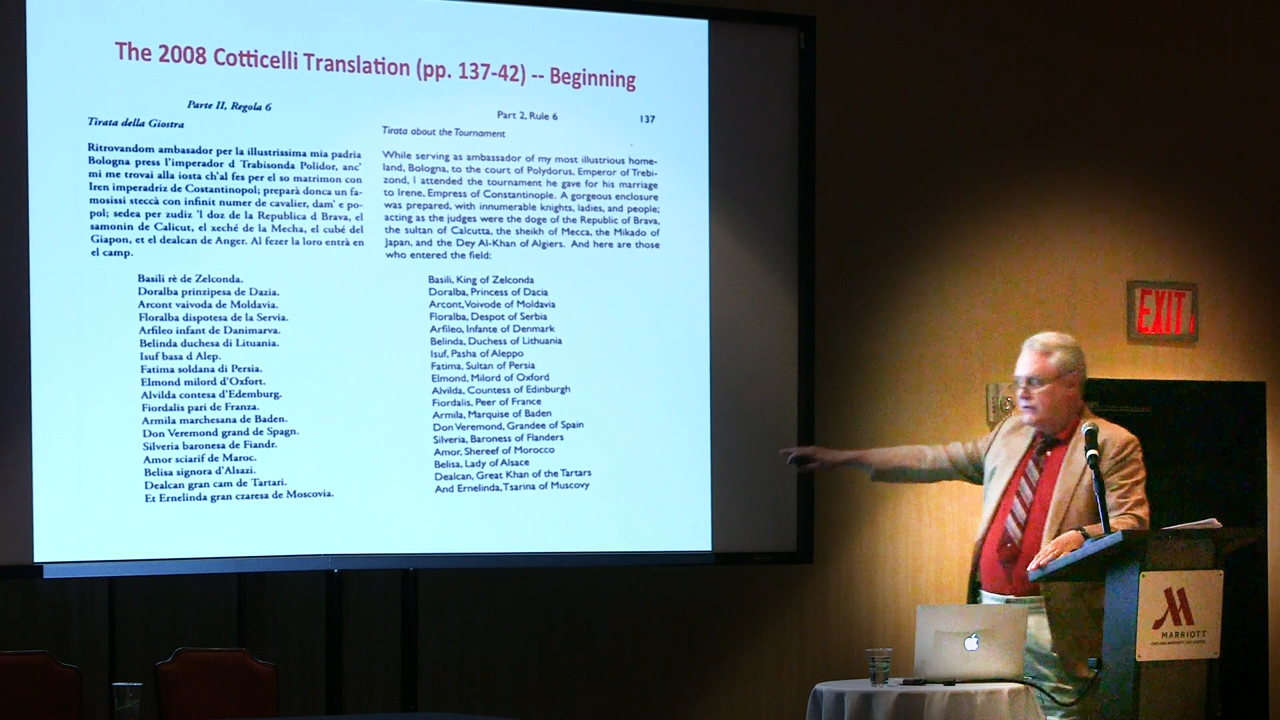 The 2008 Cotticelli Translation (pp. 137-42) -- Beginning
Parte II, Regola 6
Tirata della Giostra
Ritrovandom ambasador per la illustrissima mia padria
Bologna press l'imperador d Trabisonda Polidor, anc'
mi me trovai alla iosta ch'al fes per el so matrimon con
Iren imperadriz de Costantinopol; preparà donca un fa-
mosissi steccà con infinit numer de cavalier, dam' e po-
pol; sedea per zudiz 'l doz de la Republica d Brava, el
samonin de Calicut, el xeché de la Mecha, el cubé del
Giapon, et el dealcan de Anger. Al fezer la loro entrà en
el camp.
Basili rè de Zelconda.
Doralba prinzipesa de Dazia.
Arcont vaivoda de Moldavia.
Floralba dispotesa de la Servia.
Arfileo infant de Danimarva.
Belinda duchesa di Lituania.
Isuf basa d Alep.
Fatima soldana di Persia.
Elmond milord d'Oxfort.
Alvilda contesa d'Edemburg.
Fiordalis pari de Franza.
Armila marchesana de Baden.
Don Veremond grand de Spagn.
Silveria baronesa de Fiandr.
Amor sciarif de Maroc.
Belisa signora d'Alsazi.
Dealcan gran cam de Tartari.
Et Ernelinda gran czaresa de Moscovia.
Part 2, Rule 6
137
Tirata about the Tournament
While serving as ambassador of my most illustrious home-
land, Bologna, to the court of Polydorus, Emperor of Trebi-
zond, I attended the tournament he gave for his marriage
to Irene, Empress of Constantinople. A gorgeous enclosure
was prepared, with innumerable knights, ladies, and people;
acting as the judges were the doge of the Republic of Brava,
the sultan of Calcutta, the sheikh of Mecca, the Mikado of
Japan, and the Dey Al-Khan of Algiers. And here are those
who entered the field:
Basili, King of Zelconda
Doralba, Princess of Dacia
Arcont, Voivode of Moldavia
Floralba, Despot of Serbia
Arfileo, Infante of Denmark
Belinda, Duchess of Lithuania
Isuf, Pasha of Aleppo
Fatima, Sultan of Persia
Elmond, Milord of Oxford
Alvilda, Countess of Edinburgh
Fiordalis, Peer of France
Armila, Marquise of Baden
Don Veremond, Grandee of Spain
Silveria, Baroness of Flanders
Amor, Shereef of Morocco
Belisa, Lady of Alsace
Dealcan, Great Khan of the Tartars
And Ernelinda, Tsarina of Muscovy
EXIT
MARRIOTT